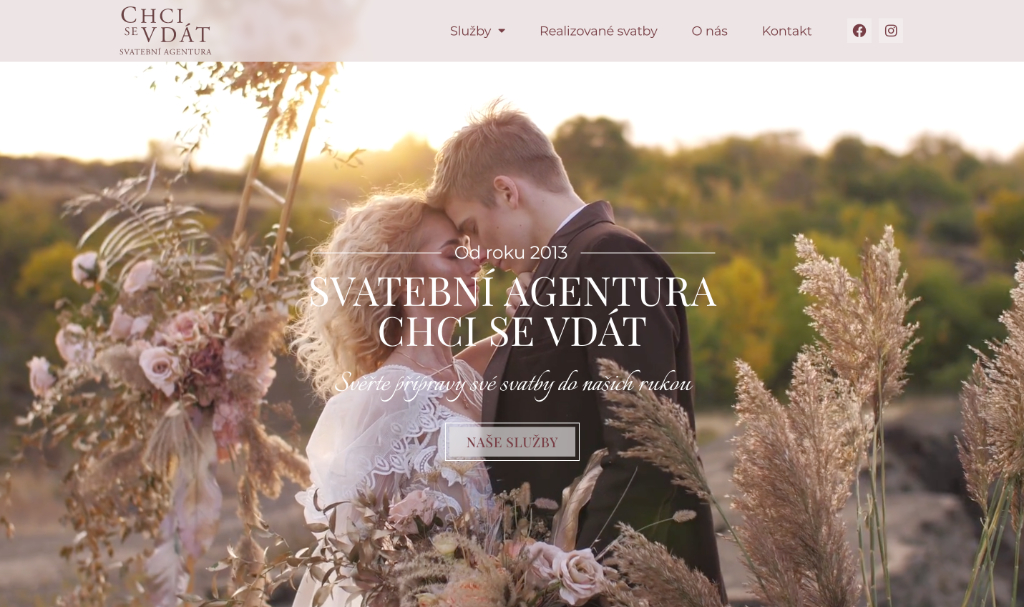 CHCI
SE VDÁT
SVATEBNÍ AGENTURA
Služby
Realizované svatby
O nás
Kontakt
Od roku 2013
SVATEBNÍ AGENTURA
CHCI SE VDÁT
Svěřte přípravy své svatby do našich rukou
NAŠE SLUŽBY